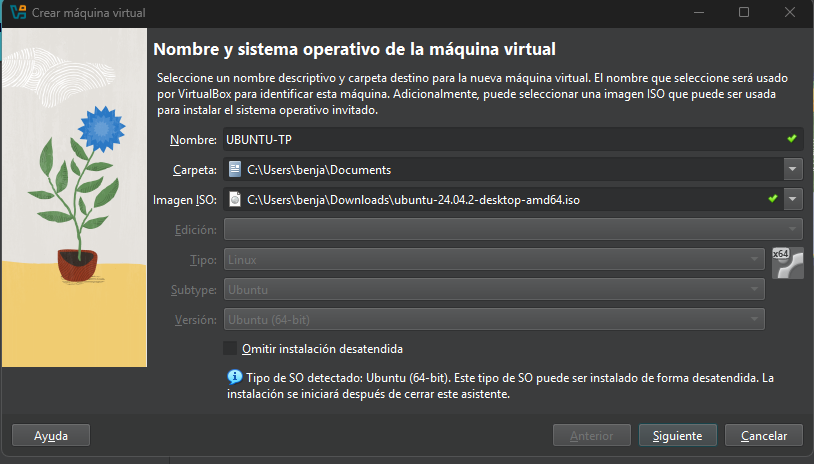 Crear máquina virtual
Nombre y sistema operativo de la máquina virtual
Seleccione un nombre descriptivo y carpeta destino para la nueva máquina virtual. El nombre que seleccione será usado
por VirtualBox para identificar esta máquina. Adicionalmente, puede seleccionar una imagen ISO que puede ser usada
para instalar el sistema operativo invitado.
Nombre: UBUNTU-TP
Carpeta: C:\Users\benja\Documents
Imagen ISO: C:\Users\benja\Downloads\ubuntu-24.04.2-desktop-amd64.iso
Edición:
Tipo: Linux
x64
Subtype: Ubuntu
Versión: Ubuntu (64-bit)
Omitir instalación desatendida
Tipo de SO detectado: Ubuntu (64-bit). Este tipo de SO puede ser instalado de forma desatendida. La
instalación se iniciará después de cerrar este asistente.
Ayuda Anterior Siguiente Cancelar